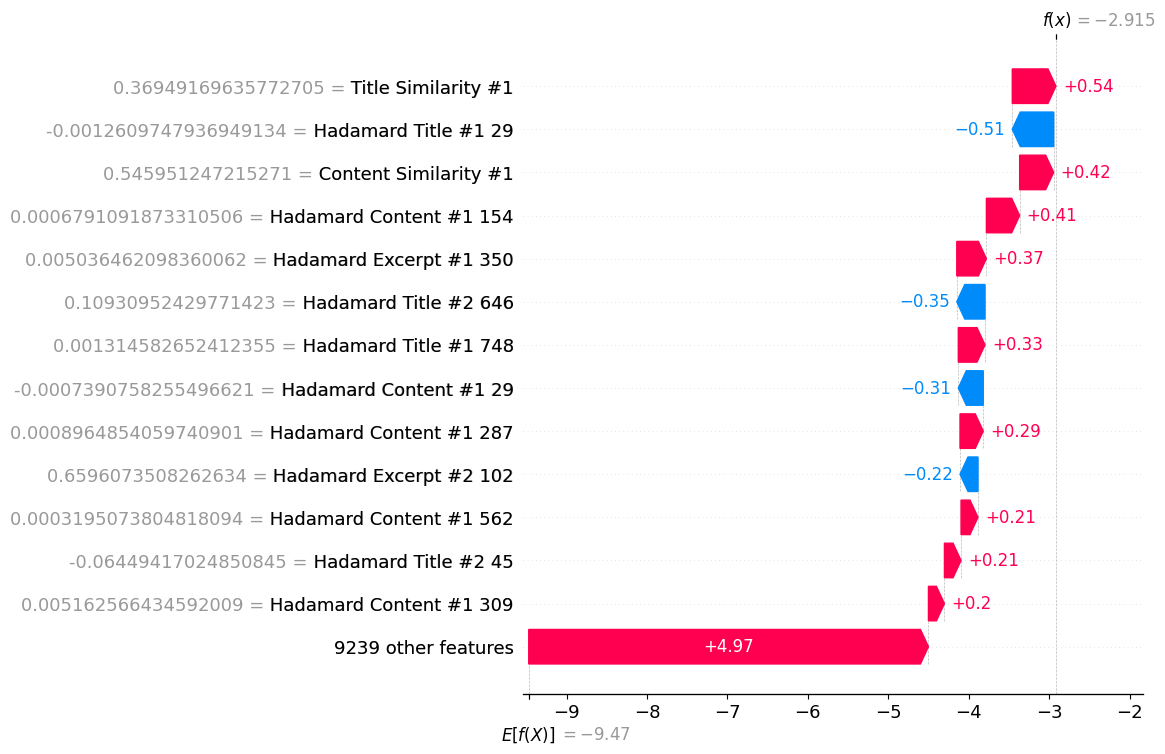 f(x) = −2.915
0.36949169635772705 = Title Similarity #1 +0.54
-0.0012609747936949134 = Hadamard Title #1 29 −0.51
0.545951247215271 = Content Similarity #1 +0.42
0.0006791091873310506 = Hadamard Content #1 154 +0.41
0.005036462098360062 = Hadamard Excerpt #1 350 +0.37
0.10930952429771423 = Hadamard Title #2 646 −0.35
0.001314582652412355 = Hadamard Title #1 748 +0.33
-0.0007390758255496621 = Hadamard Content #1 29 −0.31
0.0008964854059740901 = Hadamard Content #1 287 +0.29
0.6596073508262634 = Hadamard Excerpt #2 102 −0.22
0.0003195073804818094 = Hadamard Content #1 562 +0.21
-0.06449417024850845 = Hadamard Title #2 45 +0.21
0.005162566434592009 = Hadamard Content #1 309 +0.2
9239 other features +4.97
−9 −8 −7 −6 −5 −4 −3 −2
E[f(X)] = −9.47